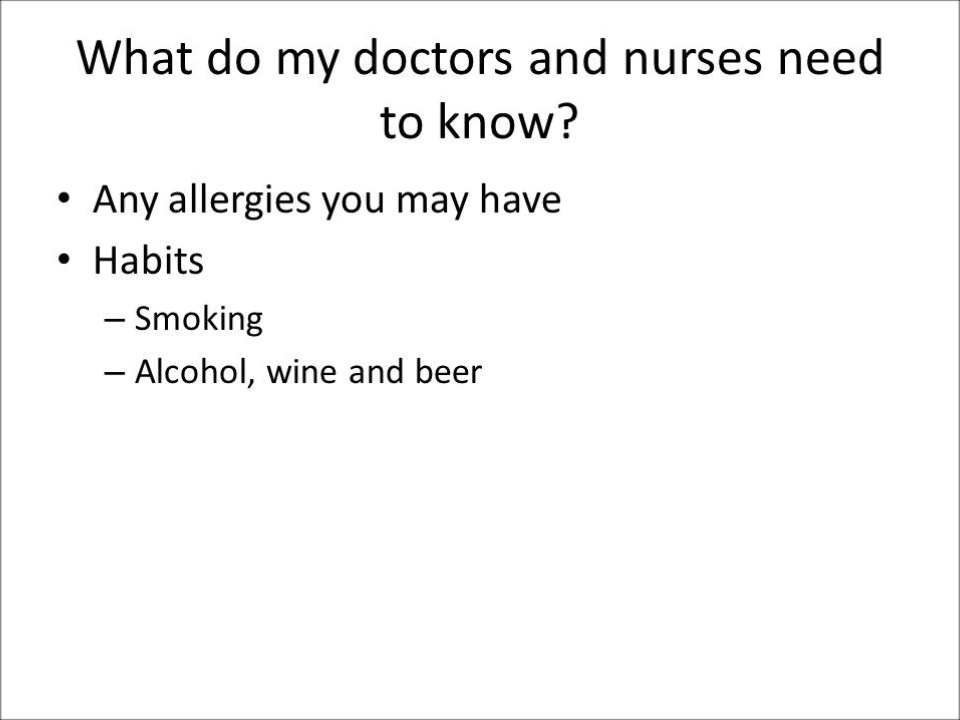 What do my doctors and nurses need
to know?
• Any allergies you may have
• Habits
– Smoking
– Alcohol, wine and beer